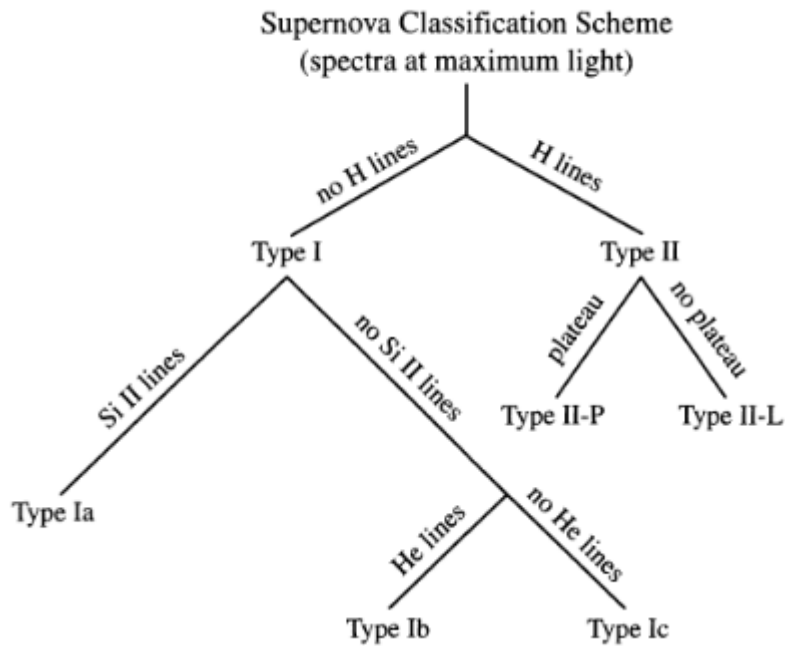 Supernova Classification Scheme
(spectra at maximum light)
no H lines
H lines
Type I
Type II
Si II lines
no Si II lines
plateau
no plateau
Type II-P
Type II-L
Type Ia
He lines
no He lines
Type Ib
Type Ic